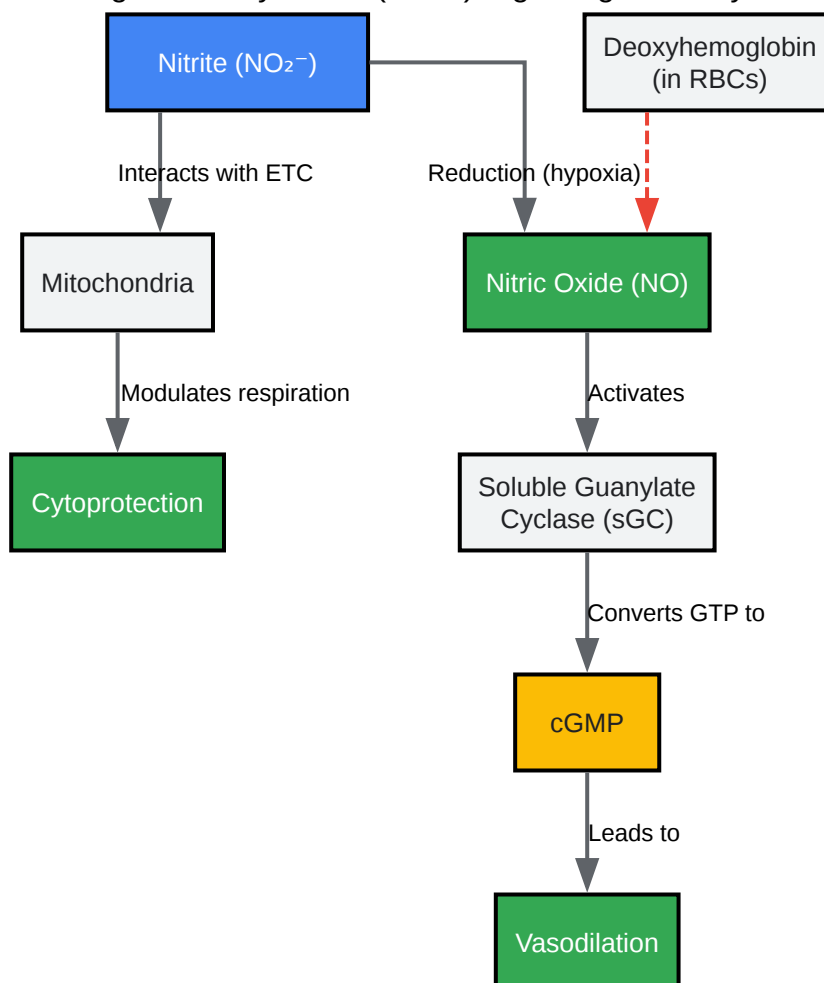 Nitrite (NO₂⁻)
Deoxyhemoglobin
(in RBCs)
Interacts with ETC
Reduction (hypoxia)
Mitochondria
Nitric Oxide (NO)
Modulates respiration
Activates
Cytoprotection
Soluble Guanylate
Cyclase (sGC)
Converts GTP to
cGMP
Leads to
Vasodilation